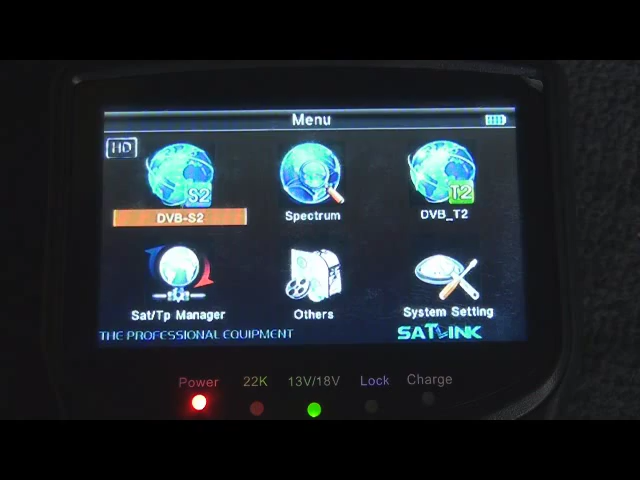 Menu
HD
S2
T2
DVB-S2
Spectrum
DVB_T2
Sat/Tp Manager
Others
System Setting
THE PROFESSIONAL EQUIPMENT
SATLINK
Power
22K
13V/18V
Lock
Charge